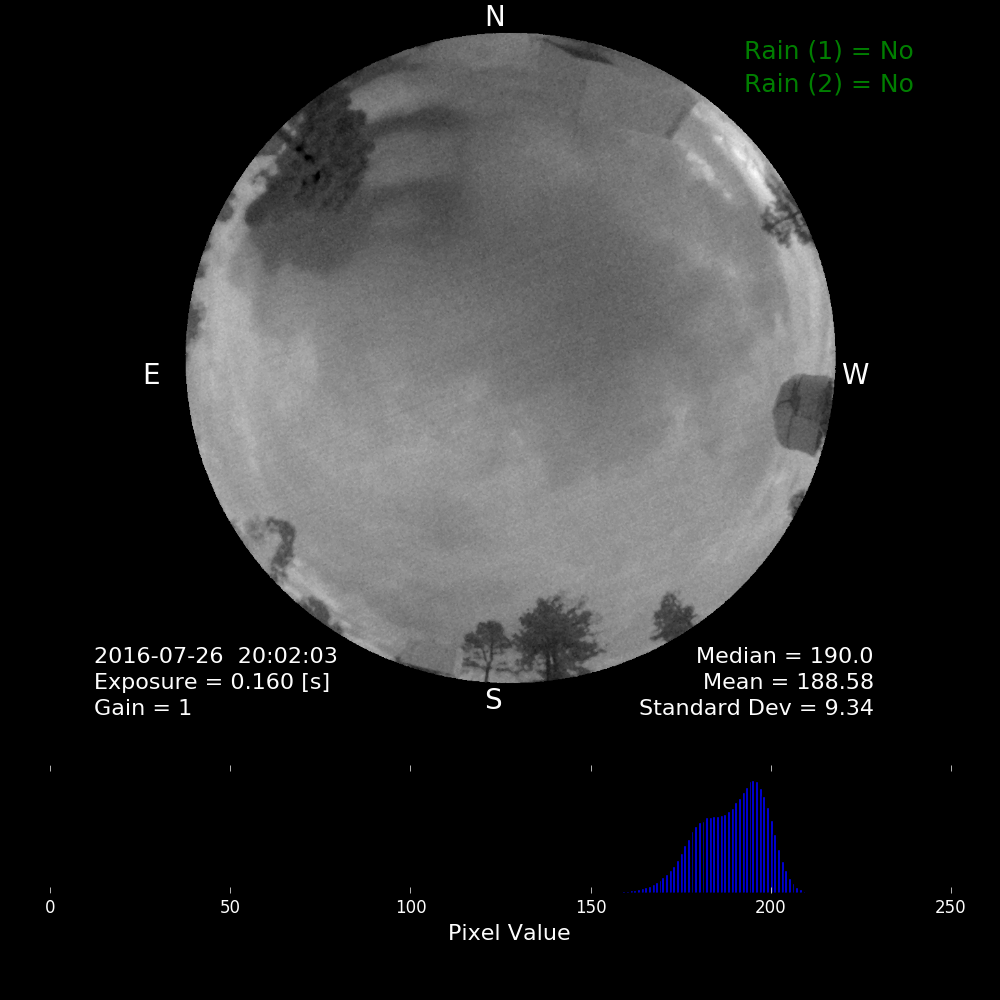 N
Rain (1) = No
Rain (2) = No
E
W
2016-07-26  20:02:03
Exposure = 0.160 [s]
Gain = 1
Median = 190.0
Mean = 188.58
Standard Dev = 9.34
S
0 50 100 150 200 250
Pixel Value